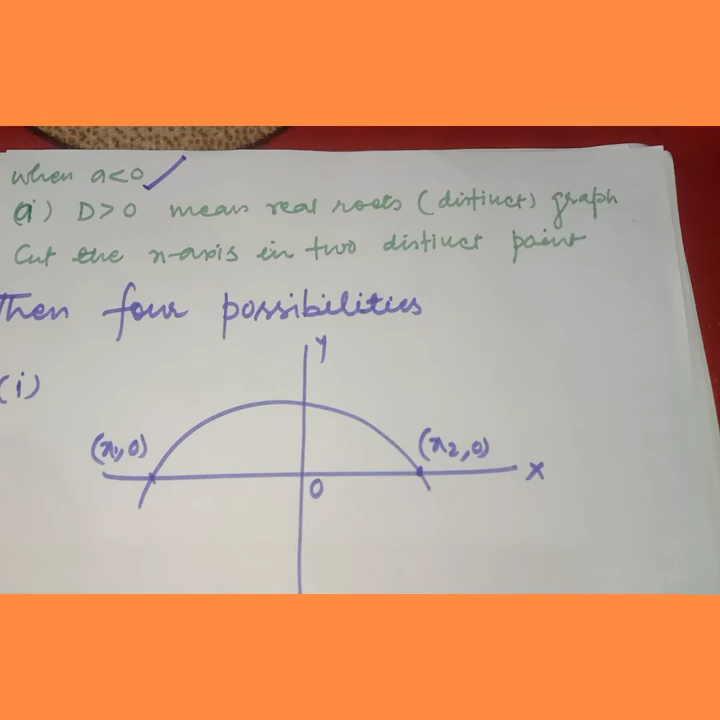 when a<0
(i) D>0 mean real roots (distinct) graph
Cut the x-axis in two distinct point
Then four possibilities
(i)
Y
(x1,0)
(x2,0)
X
O